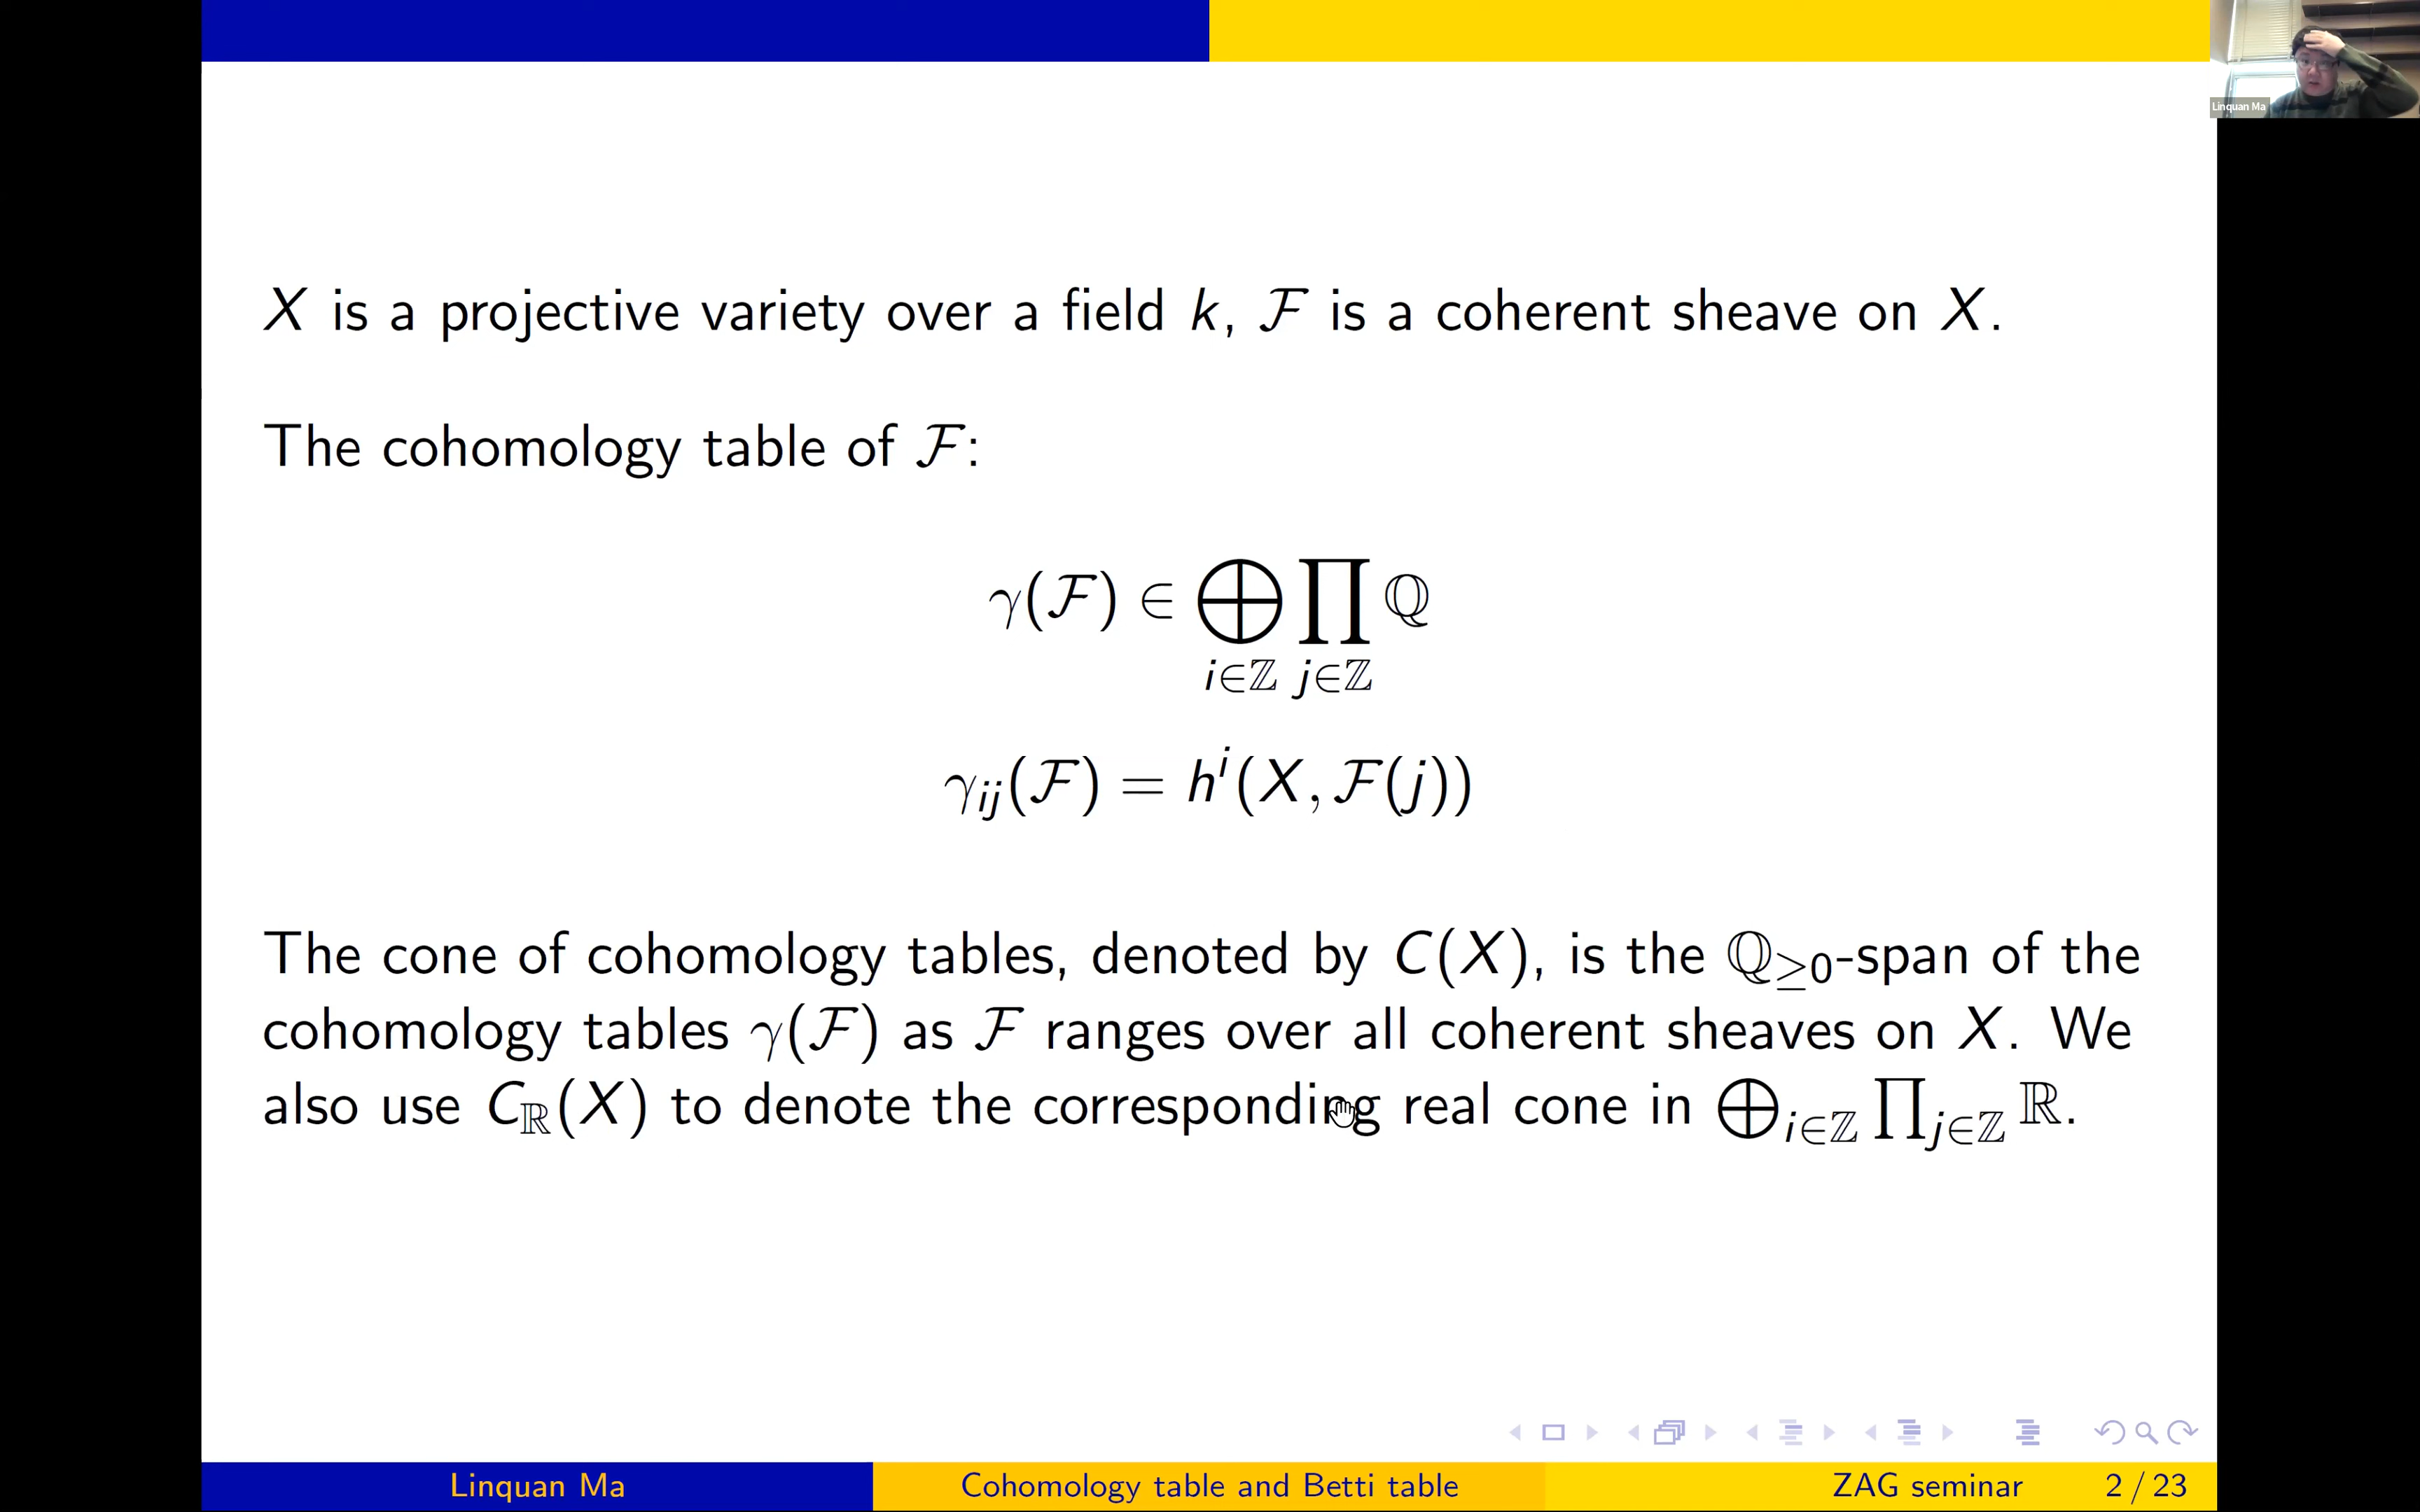 Linquan Ma
X is a projective variety over a field k, ℱ is a coherent sheave on X.
The cohomology table of ℱ:
γ(ℱ) ∈ ⨁_{i∈ℤ} ∏_{j∈ℤ} ℚ
γ_{ij}(ℱ) = h^i(X, ℱ(j))
The cone of cohomology tables, denoted by C(X), is the ℚ_{≥0}-span of the
cohomology tables γ(ℱ) as ℱ ranges over all coherent sheaves on X. We
also use C_ℝ(X) to denote the corresponding real cone in ⨁_{i∈ℤ} ∏_{j∈ℤ} ℝ.
Linquan Ma Cohomology table and Betti table ZAG seminar 2 / 23